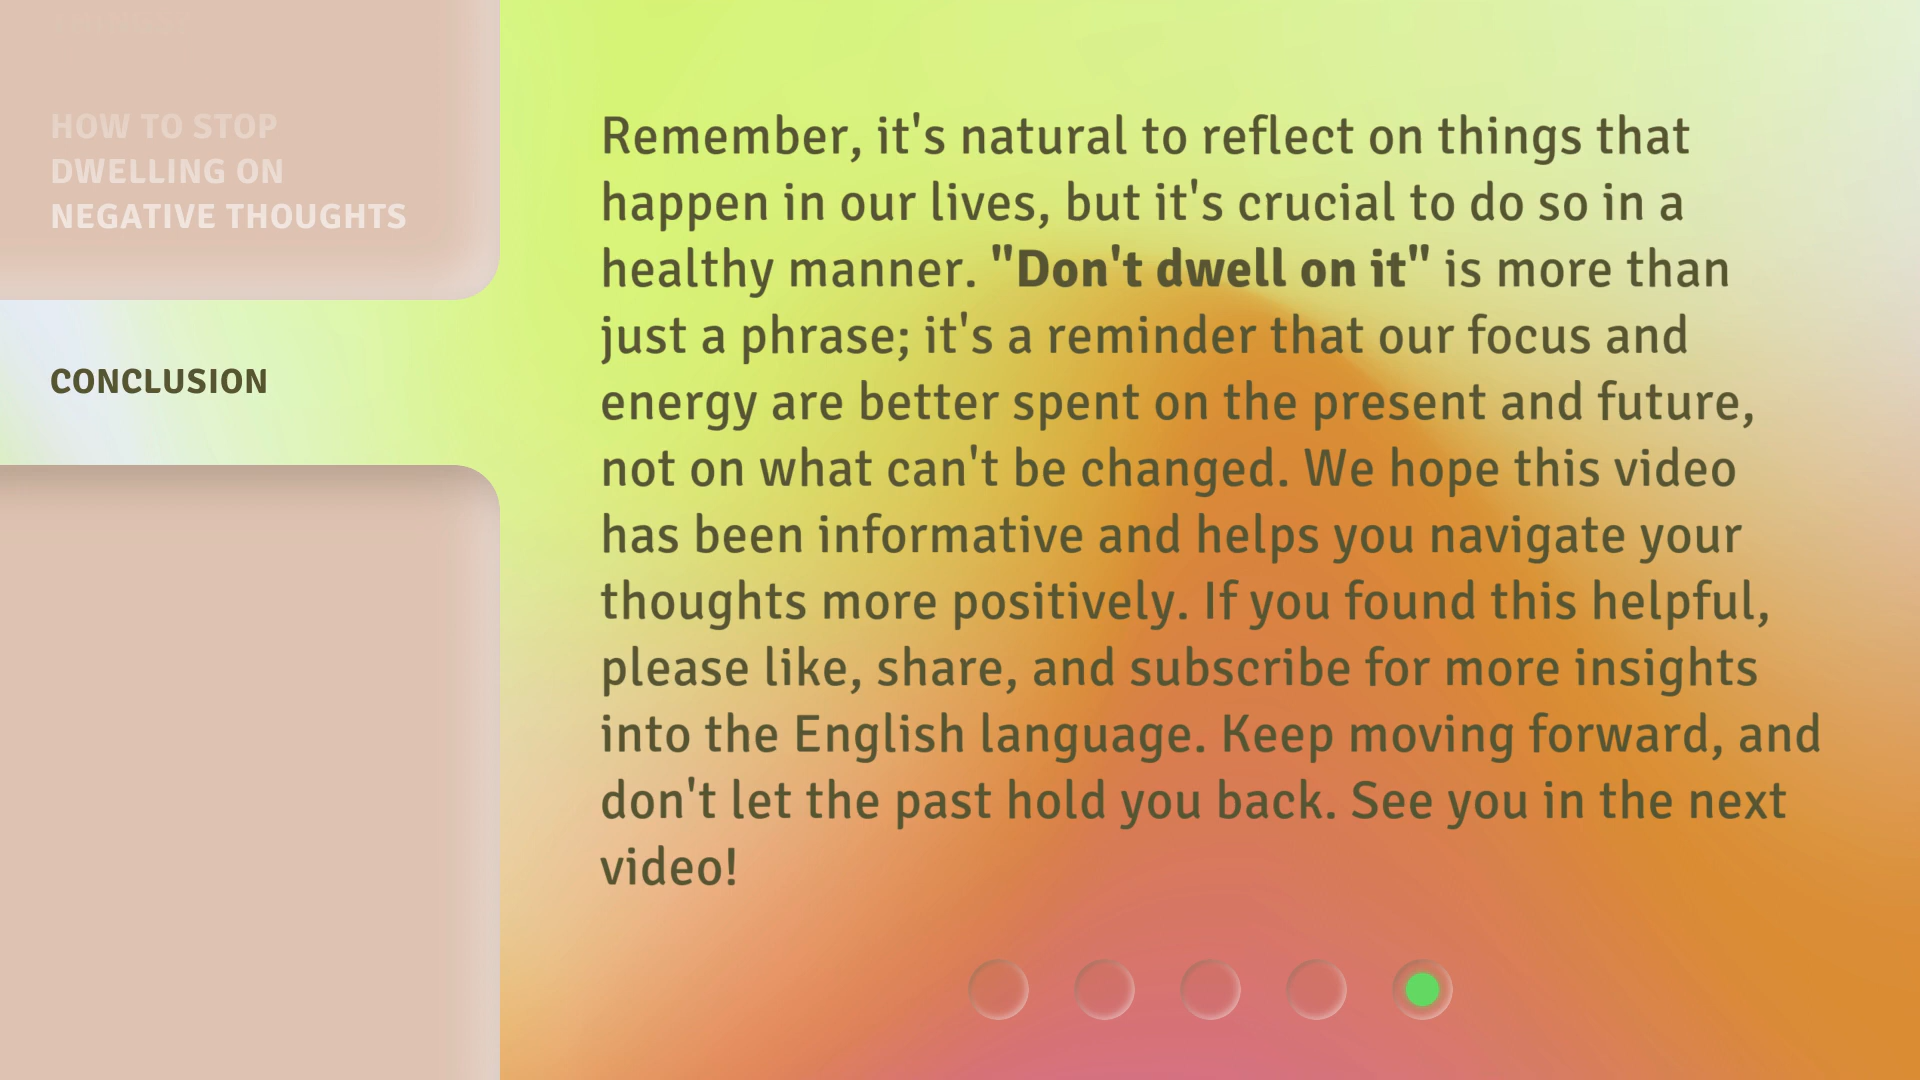 HOW TO STOP
DWELLING ON
NEGATIVE THOUGHTS
CONCLUSION
Remember, it's natural to reflect on things that
happen in our lives, but it's crucial to do so in a
healthy manner. "Don't dwell on it" is more than
just a phrase; it's a reminder that our focus and
energy are better spent on the present and future,
not on what can't be changed. We hope this video
has been informative and helps you navigate your
thoughts more positively. If you found this helpful,
please like, share, and subscribe for more insights
into the English language. Keep moving forward, and
don't let the past hold you back. See you in the next
video!